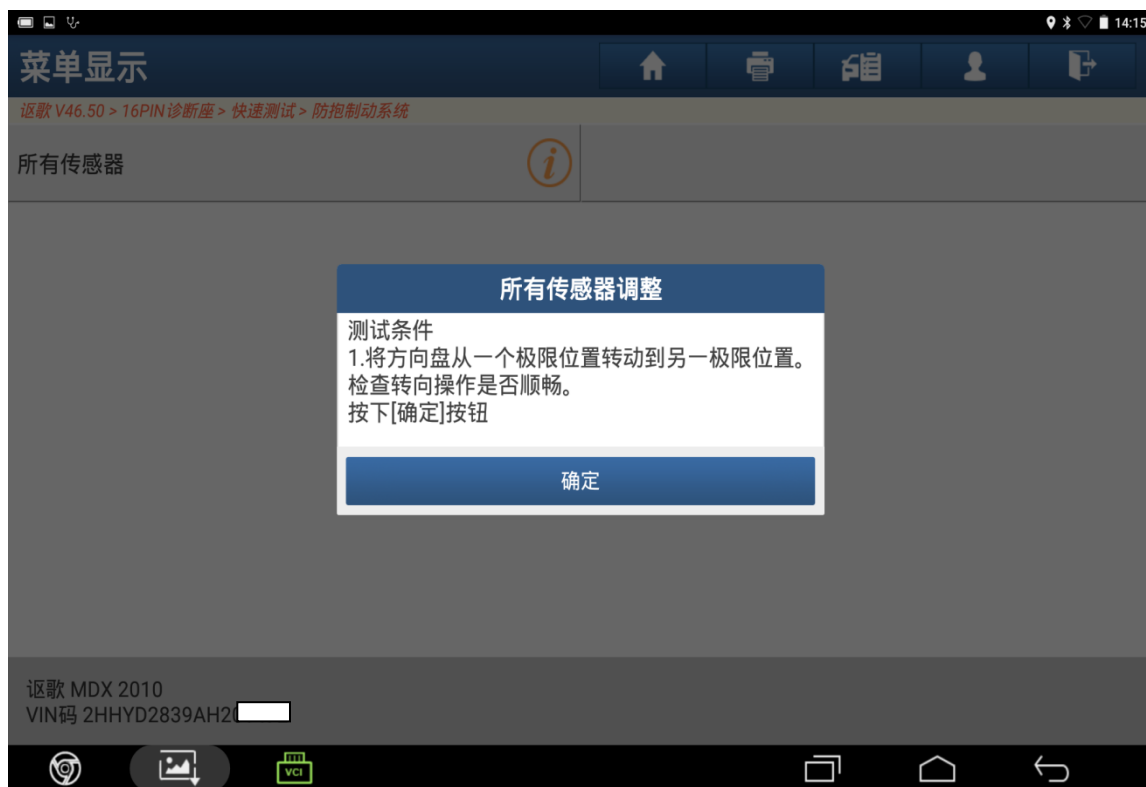 14:15
菜单显示
讴歌 V46.50 > 16PIN诊断座 > 快速测试 > 防抱制动系统
所有传感器
i
所有传感器调整
测试条件
1.将方向盘从一个极限位置转动到另一极限位置。
检查转向操作是否顺畅。
按下[确定]按钮
确定
讴歌 MDX 2010
VIN码 2HHYD2839AH2
VCI